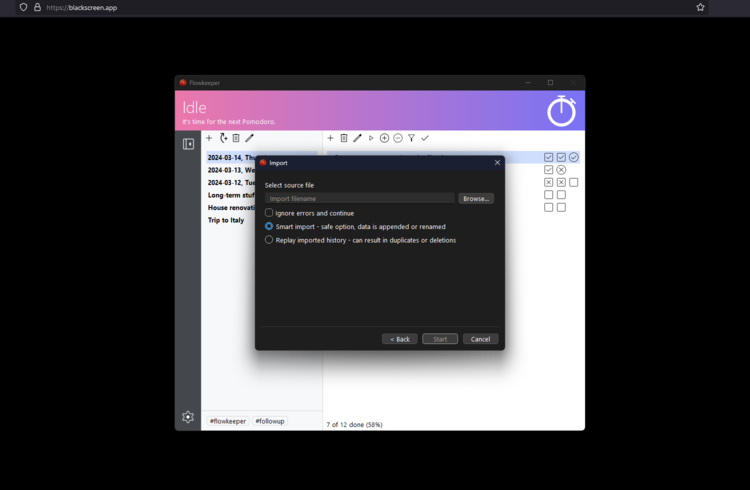 https://blackscreen.app
Flowkeeper
Idle
It's time for the next Pomodoro.
2024-03-14, Thu
2024-03-13, We
2024-03-12, Tue
Long-term stuf
House renovati
Trip to Italy
Import
Select source file
Import filename
Browse...
Ignore errors and continue
Smart import - safe option, data is appended or renamed
Replay imported history - can result in duplicates or deletions
< Back
Start
Cancel
#flowkeeper
#followup
7 of 12 done (58%)